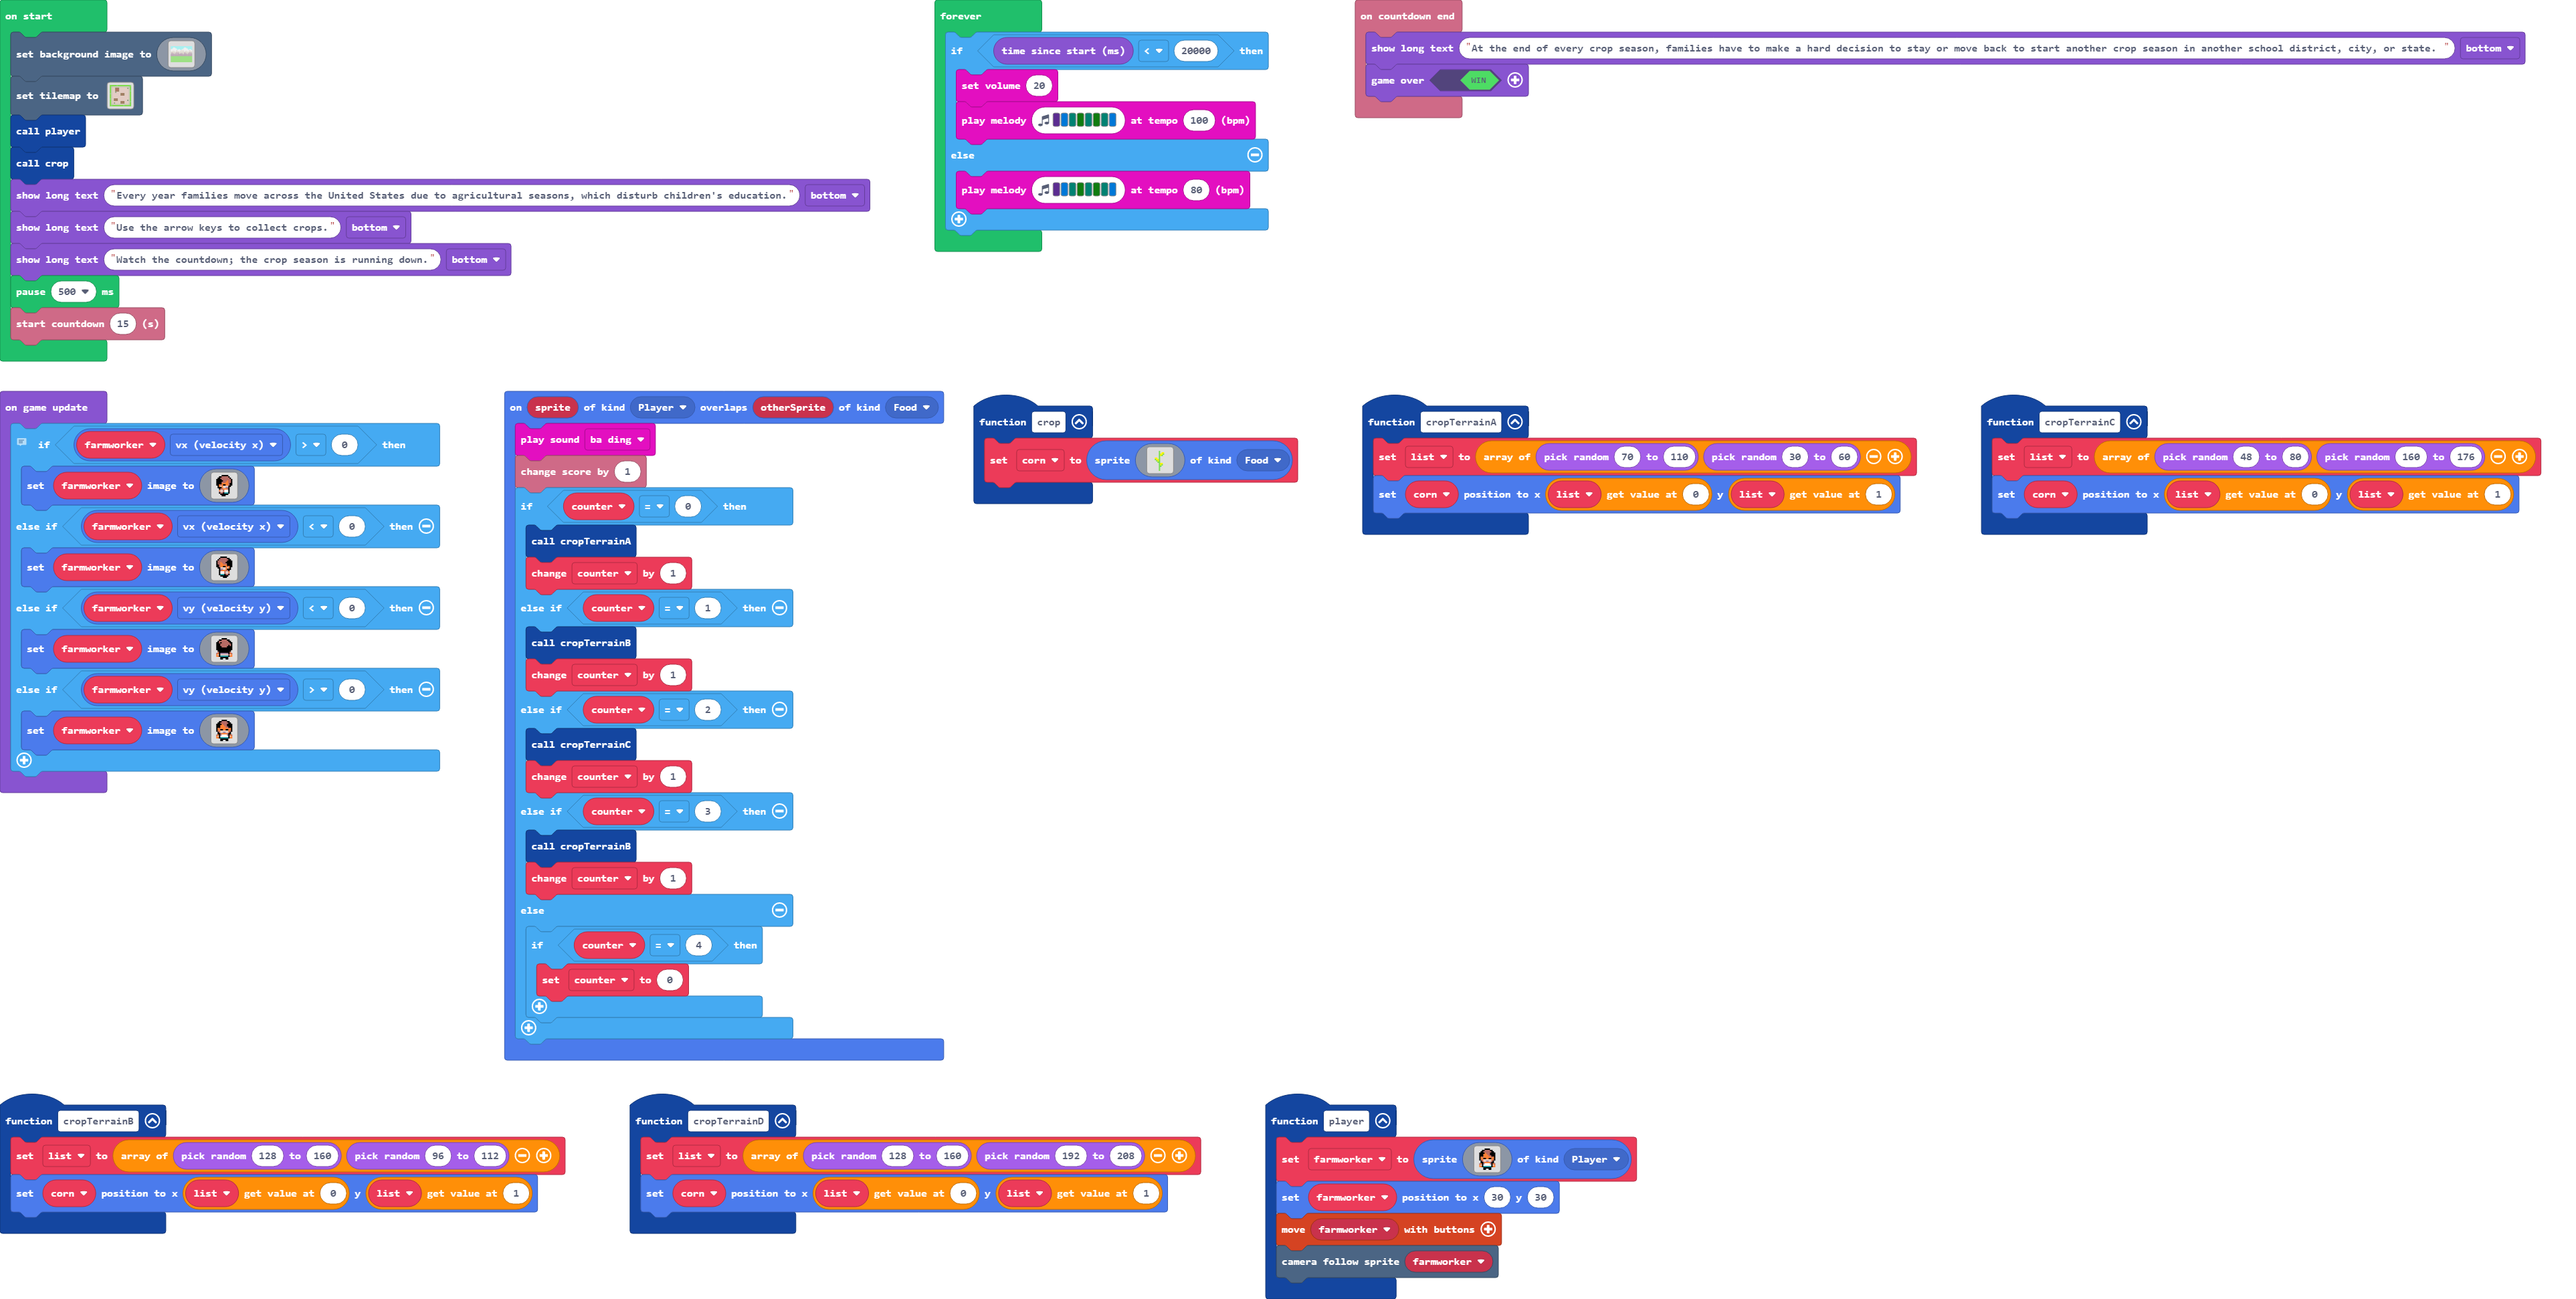 on start
set background image to
set tilemap to
call player
call crop
show long text "Every year families move across the United States due to agricultural seasons, which disturb children's education." bottom
show long text "Use the arrow keys to collect crops." bottom
show long text "Watch the countdown; the crop season is running down." bottom
pause 500 ms
start countdown 15 (s)
forever
if time since start (ms) < 20000 then
set volume 20
play melody at tempo 100 (bpm)
else
play melody at tempo 80 (bpm)
on countdown end
show long text "At the end of every crop season, families have to make a hard decision to stay or move back to start another crop season in another school district, city, or state. " bottom
game over WIN
on game update
if farmworker vx (velocity x) > 0 then
set farmworker image to
else if farmworker vx (velocity x) < 0 then
set farmworker image to
else if farmworker vy (velocity y) < 0 then
set farmworker image to
else if farmworker vy (velocity y) > 0 then
set farmworker image to
on sprite of kind Player overlaps otherSprite of kind Food
play sound ba ding
change score by 1
if counter = 0 then
call cropTerrainA
change counter by 1
else if counter = 1 then
call cropTerrainB
change counter by 1
else if counter = 2 then
call cropTerrainC
change counter by 1
else if counter = 3 then
call cropTerrainB
change counter by 1
else
if counter = 4 then
set counter to 0
function crop
set corn to sprite of kind Food
function cropTerrainA
set list to array of pick random 70 to 110 pick random 30 to 60
set corn position to x list get value at 0 y list get value at 1
function cropTerrainC
set list to array of pick random 48 to 80 pick random 160 to 176
set corn position to x list get value at 0 y list get value at 1
function cropTerrainB
set list to array of pick random 128 to 160 pick random 96 to 112
set corn position to x list get value at 0 y list get value at 1
function cropTerrainD
set list to array of pick random 128 to 160 pick random 192 to 208
set corn position to x list get value at 0 y list get value at 1
function player
set farmworker to sprite of kind Player
set farmworker position to x 30 y 30
move farmworker with buttons
camera follow sprite farmworker